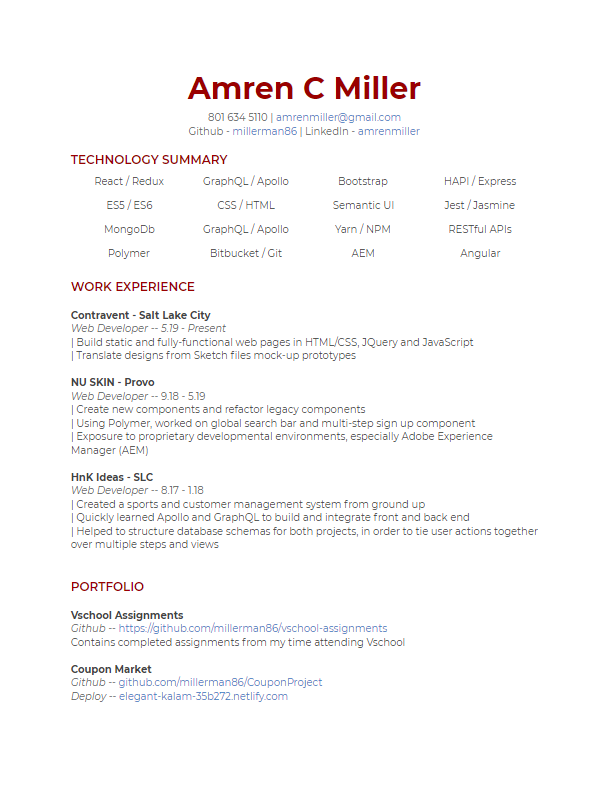 Amren C Miller
801 634 5110 | amrenmiller@gmail.com
Github - millerman86 | LinkedIn - amrenmiller
TECHNOLOGY SUMMARY
React / Redux GraphQL / Apollo Bootstrap HAPI / Express
ES5 / ES6 CSS / HTML Semantic UI Jest / Jasmine
MongoDb GraphQL / Apollo Yarn / NPM RESTful APIs
Polymer Bitbucket / Git AEM Angular
WORK EXPERIENCE
Contravent - Salt Lake City
Web Developer -- 5.19 - Present
| Build static and fully-functional web pages in HTML/CSS, JQuery and JavaScript
| Translate designs from Sketch files mock-up prototypes
NU SKIN - Provo
Web Developer -- 9.18 - 5.19
| Create new components and refactor legacy components
| Using Polymer, worked on global search bar and multi-step sign up component
| Exposure to proprietary developmental environments, especially Adobe Experience
Manager (AEM)
HnK Ideas - SLC
Web Developer -- 8.17 - 1.18
| Created a sports and customer management system from ground up
| Quickly learned Apollo and GraphQL to build and integrate front and back end
| Helped to structure database schemas for both projects, in order to tie user actions together
over multiple steps and views
PORTFOLIO
Vschool Assignments
Github -- https://github.com/millerman86/vschool-assignments
Contains completed assignments from my time attending Vschool
Coupon Market
Github -- github.com/millerman86/CouponProject
Deploy -- elegant-kalam-35b272.netlify.com